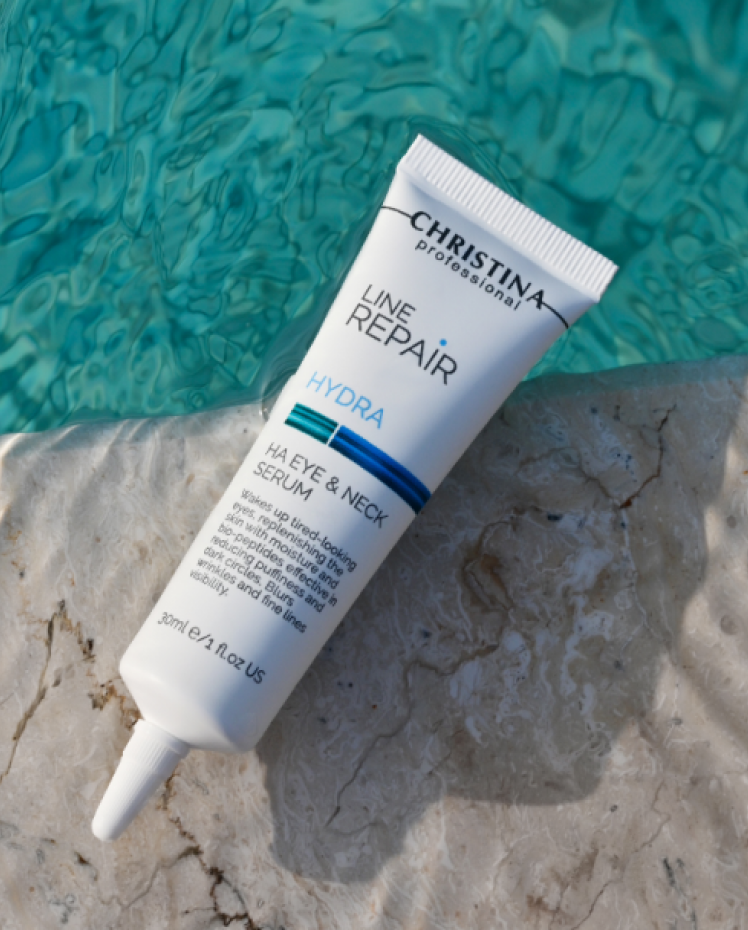 CHRISTINA
professional
LINE
REPAIR
HYDRA
HA EYE & NECK
SERUM
Wakes up tired-looking
eyes, replenishing the
skin with moisture and
bio-peptides, effective in
reducing puffiness and
dark circles. Blurs
wrinkles and fine lines
visibility.
30ml ℮/1 fl.oz US